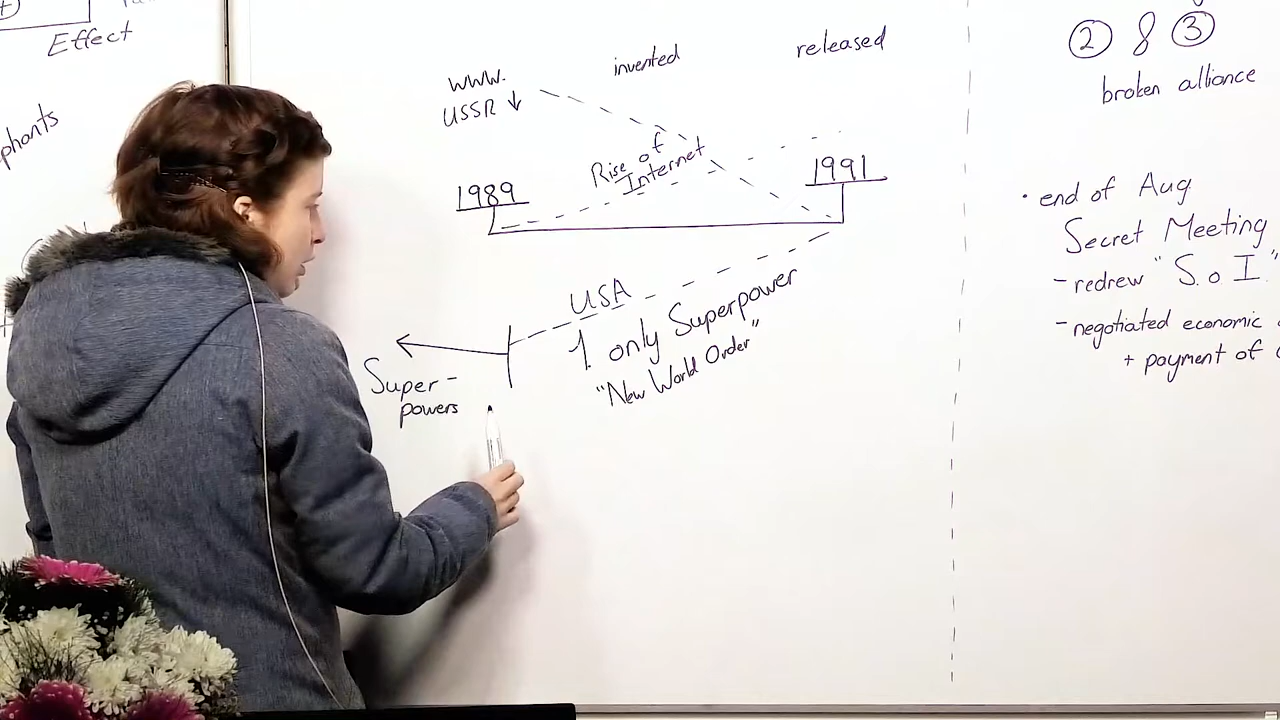 Effect
phants
WWW.
USSR ↓
invented
released
Rise of
Internet
1989
1991
USA
1. only Superpower
"New World Order"
Super-
powers
② & ③
broken alliance
• end of Aug
Secret Meeting
- redrew "S. o I."
- negotiated economic
+ payment of